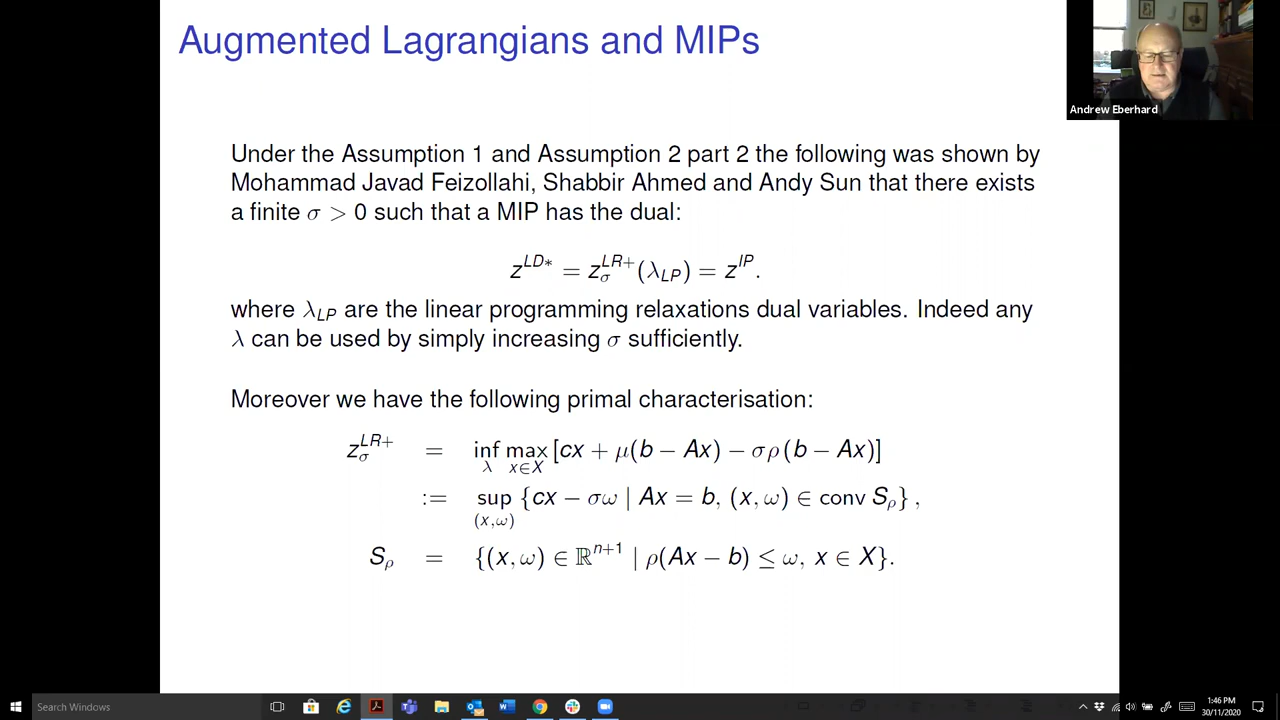 Augmented Lagrangians and MIPs
Andrew Eberhard
Under the Assumption 1 and Assumption 2 part 2 the following was shown by
Mohammad Javad Feizollahi, Shabbir Ahmed and Andy Sun that there exists
a finite σ > 0 such that a MIP has the dual:
z^{LD∗} = z_σ^{LR+}(λ_{LP}) = z^{IP}.
where λ_{LP} are the linear programming relaxations dual variables. Indeed any
λ can be used by simply increasing σ sufficiently.
Moreover we have the following primal characterisation:
z_σ^{LR+} = inf_λ max_{x∈X} [cx + μ(b − Ax) − σρ(b − Ax)]
:= sup_{(x,ω)} {cx − σω | Ax = b, (x, ω) ∈ conv S_ρ} ,
S_ρ = {(x, ω) ∈ ℝ^{n+1} | ρ(Ax − b) ≤ ω, x ∈ X}.
Search Windows
1:46 PM
30/11/2020